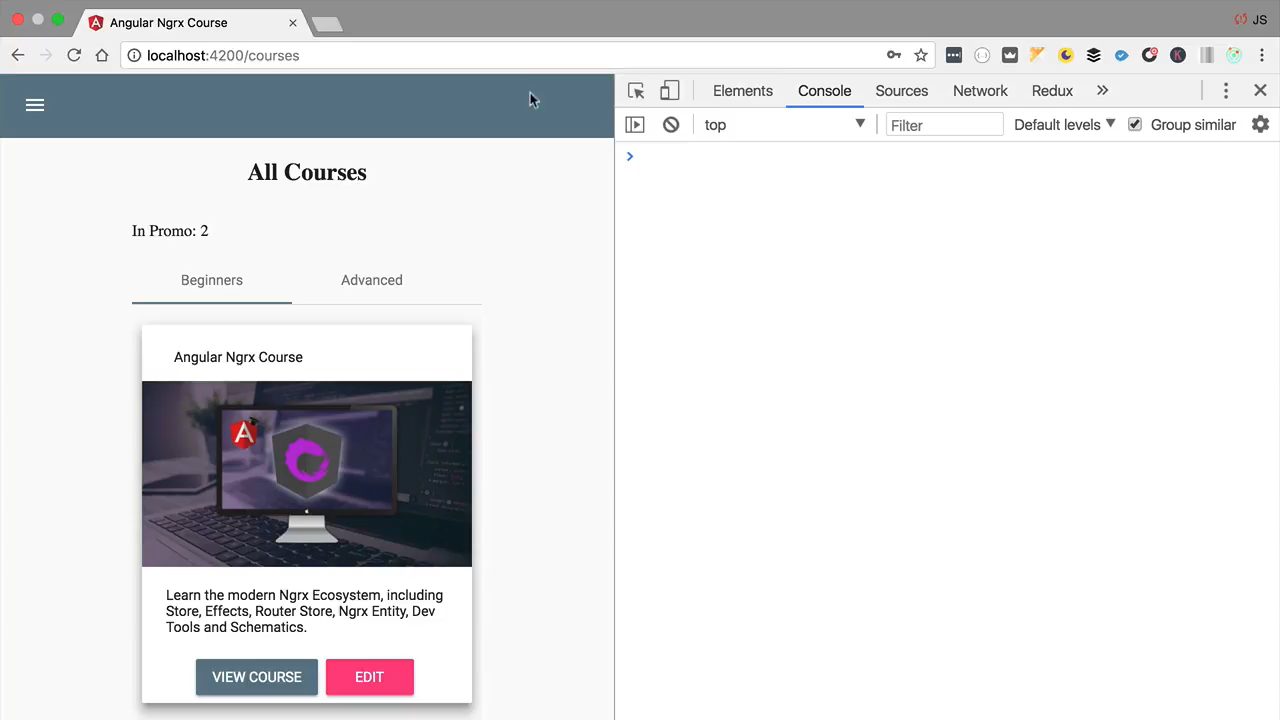 Angular Ngrx Course
JS
localhost:4200/courses
Elements Console Sources Network Redux
top Filter Default levels Group similar
All Courses
In Promo: 2
Beginners Advanced
Angular Ngrx Course
Learn the modern Ngrx Ecosystem, including
Store, Effects, Router Store, Ngrx Entity, Dev
Tools and Schematics.
VIEW COURSE EDIT